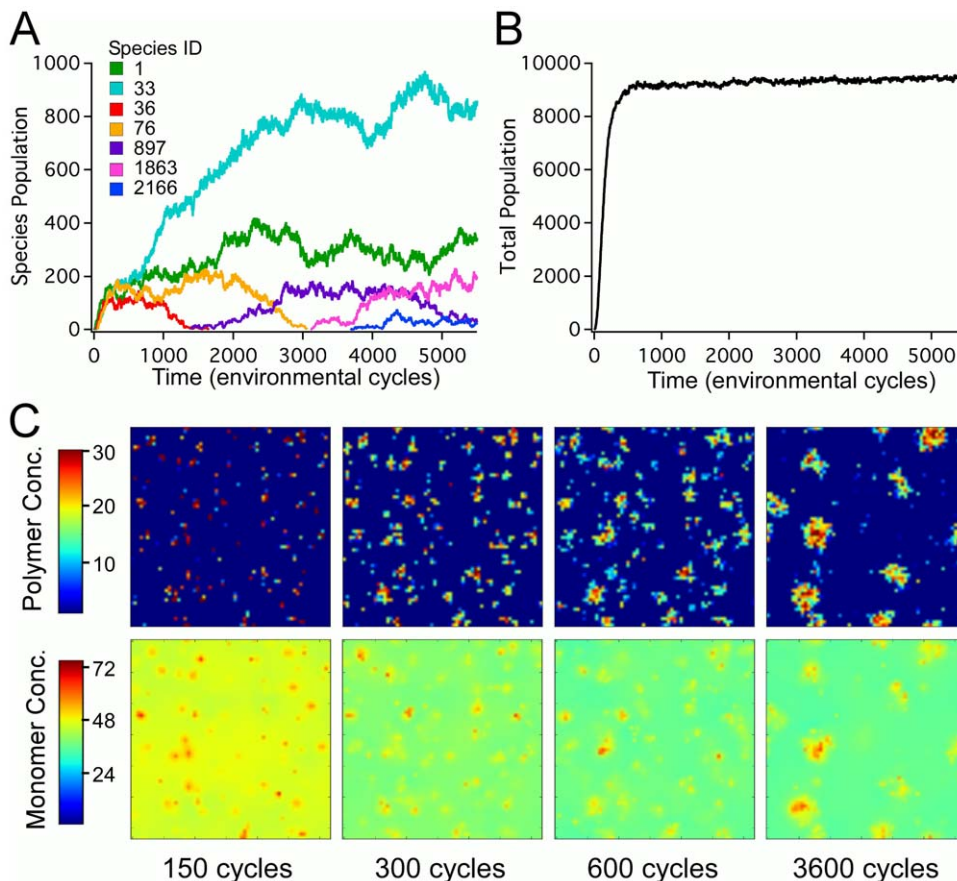 A
Species ID
1
33
36
76
897
1863
2166
1000
800
600
400
200
0
Species Population
0 1000 2000 3000 4000 5000
Time (environmental cycles)
B
10000
8000
6000
4000
2000
0
Total Population
0 1000 2000 3000 4000 5000
Time (environmental cycles)
C
Polymer Conc.
30
20
10
Monomer Conc.
72
48
24
150 cycles 300 cycles 600 cycles 3600 cycles